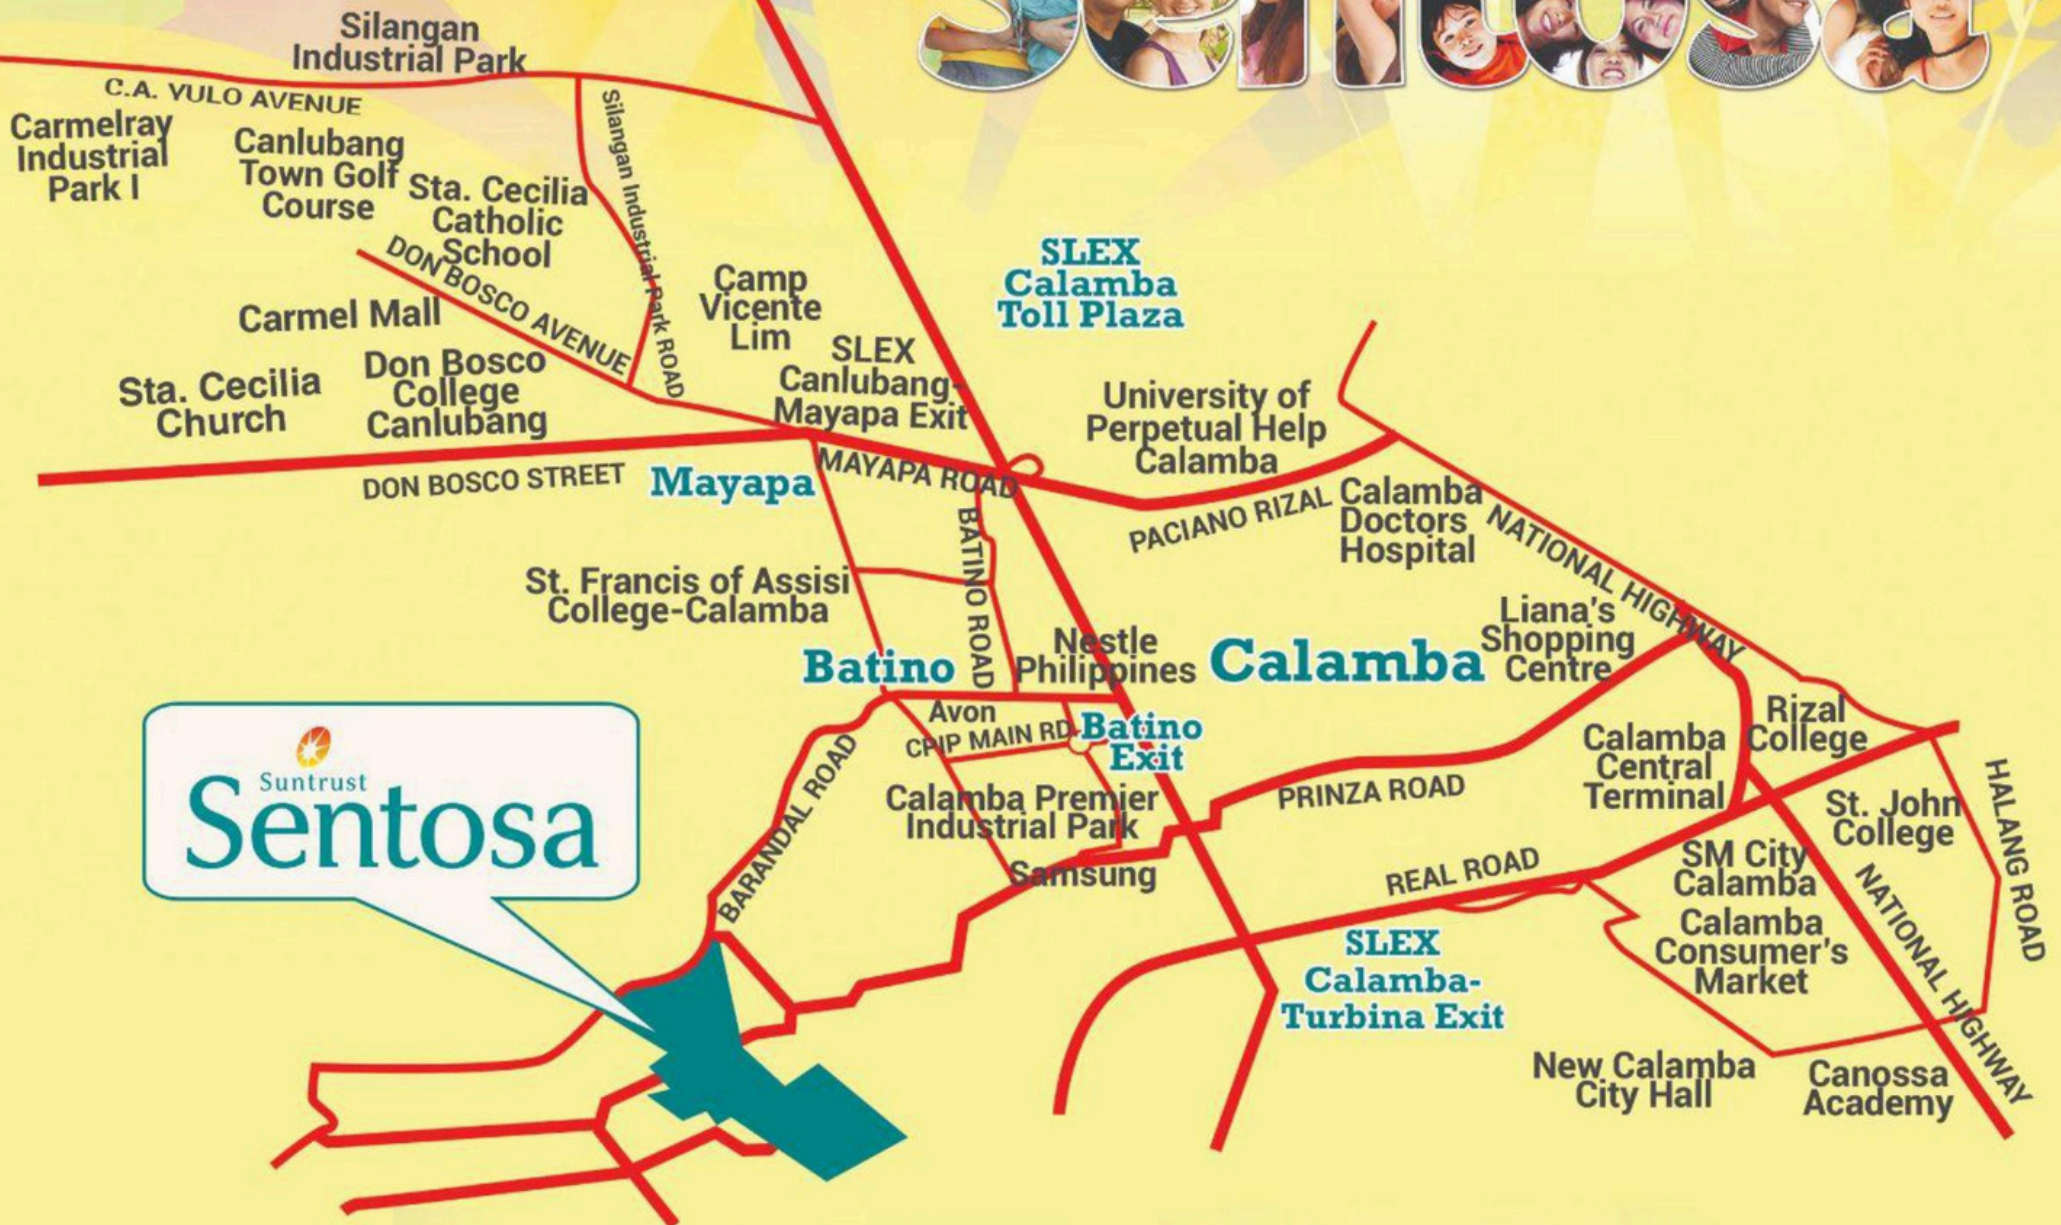 Sentosa
Silangan
Industrial Park
C.A. YULO AVENUE
Carmelray
Industrial
Park I
Canlubang
Town Golf
Course
Sta. Cecilia
Catholic
School
Silangan Industrial Park ROAD
DON BOSCO AVENUE
Camp
Vicente
Lim
SLEX
Calamba
Toll Plaza
Carmel Mall
SLEX
Canlubang-
Mayapa Exit
Sta. Cecilia
Church
Don Bosco
College
Canlubang
University of
Perpetual Help
Calamba
DON BOSCO STREET
Mayapa
MAYAPA ROAD
PACIANO RIZAL
Calamba
Doctors
Hospital
NATIONAL HIGHWAY
BATINO ROAD
St. Francis of Assisi
College-Calamba
Liana's
Shopping
Centre
Batino
Nestle
Philippines
Calamba
Avon
CPIP MAIN RD.
Batino
Exit
Rizal
College
Calamba
Central
Terminal
Suntrust
Sentosa
BARANDAL ROAD
Calamba Premier
Industrial Park
PRINZA ROAD
St. John
College
HALANG ROAD
Samsung
REAL ROAD
SM City
Calamba
Calamba
Consumer's
Market
NATIONAL HIGHWAY
SLEX
Calamba-
Turbina Exit
New Calamba
City Hall
Canossa
Academy